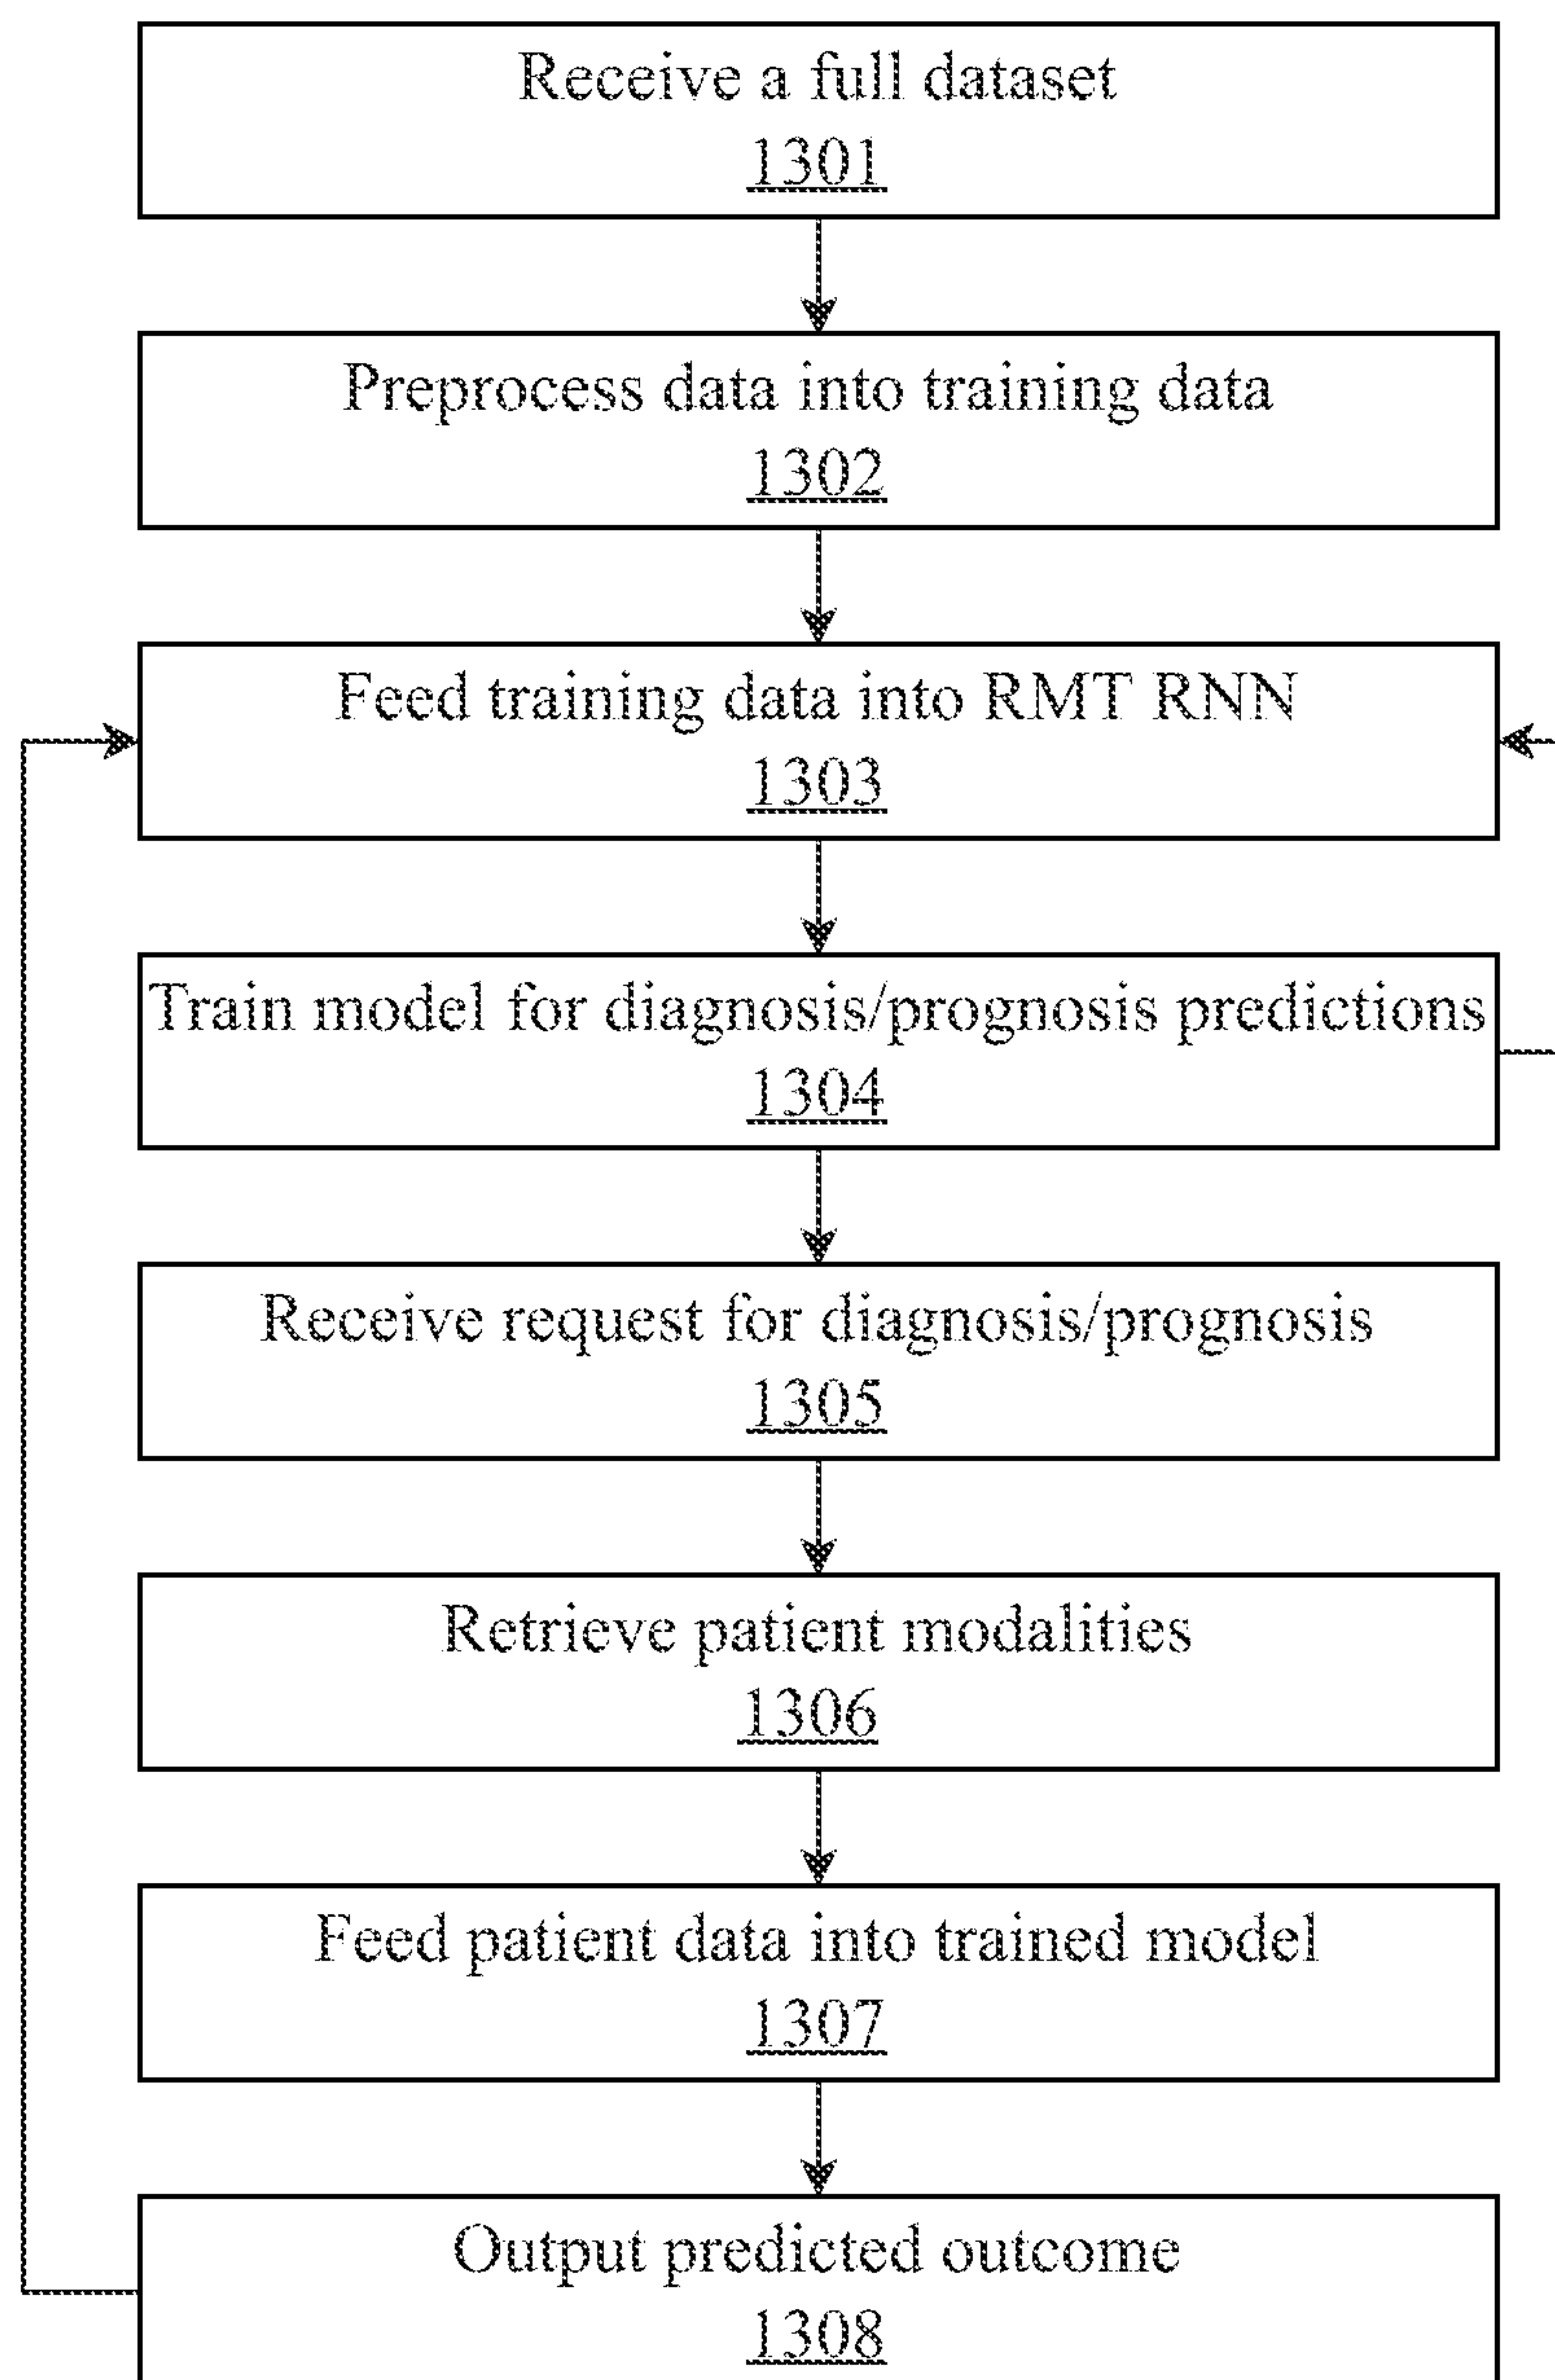 Receive a full dataset
1301
Preprocess data into training data
1302
Feed training data into RMT RNN
1303
Train model for diagnosis/prognosis predictions
1304
Receive request for diagnosis/prognosis
1305
Retrieve patient modalities
1306
Feed patient data into trained model
1307
Output predicted outcome
1308